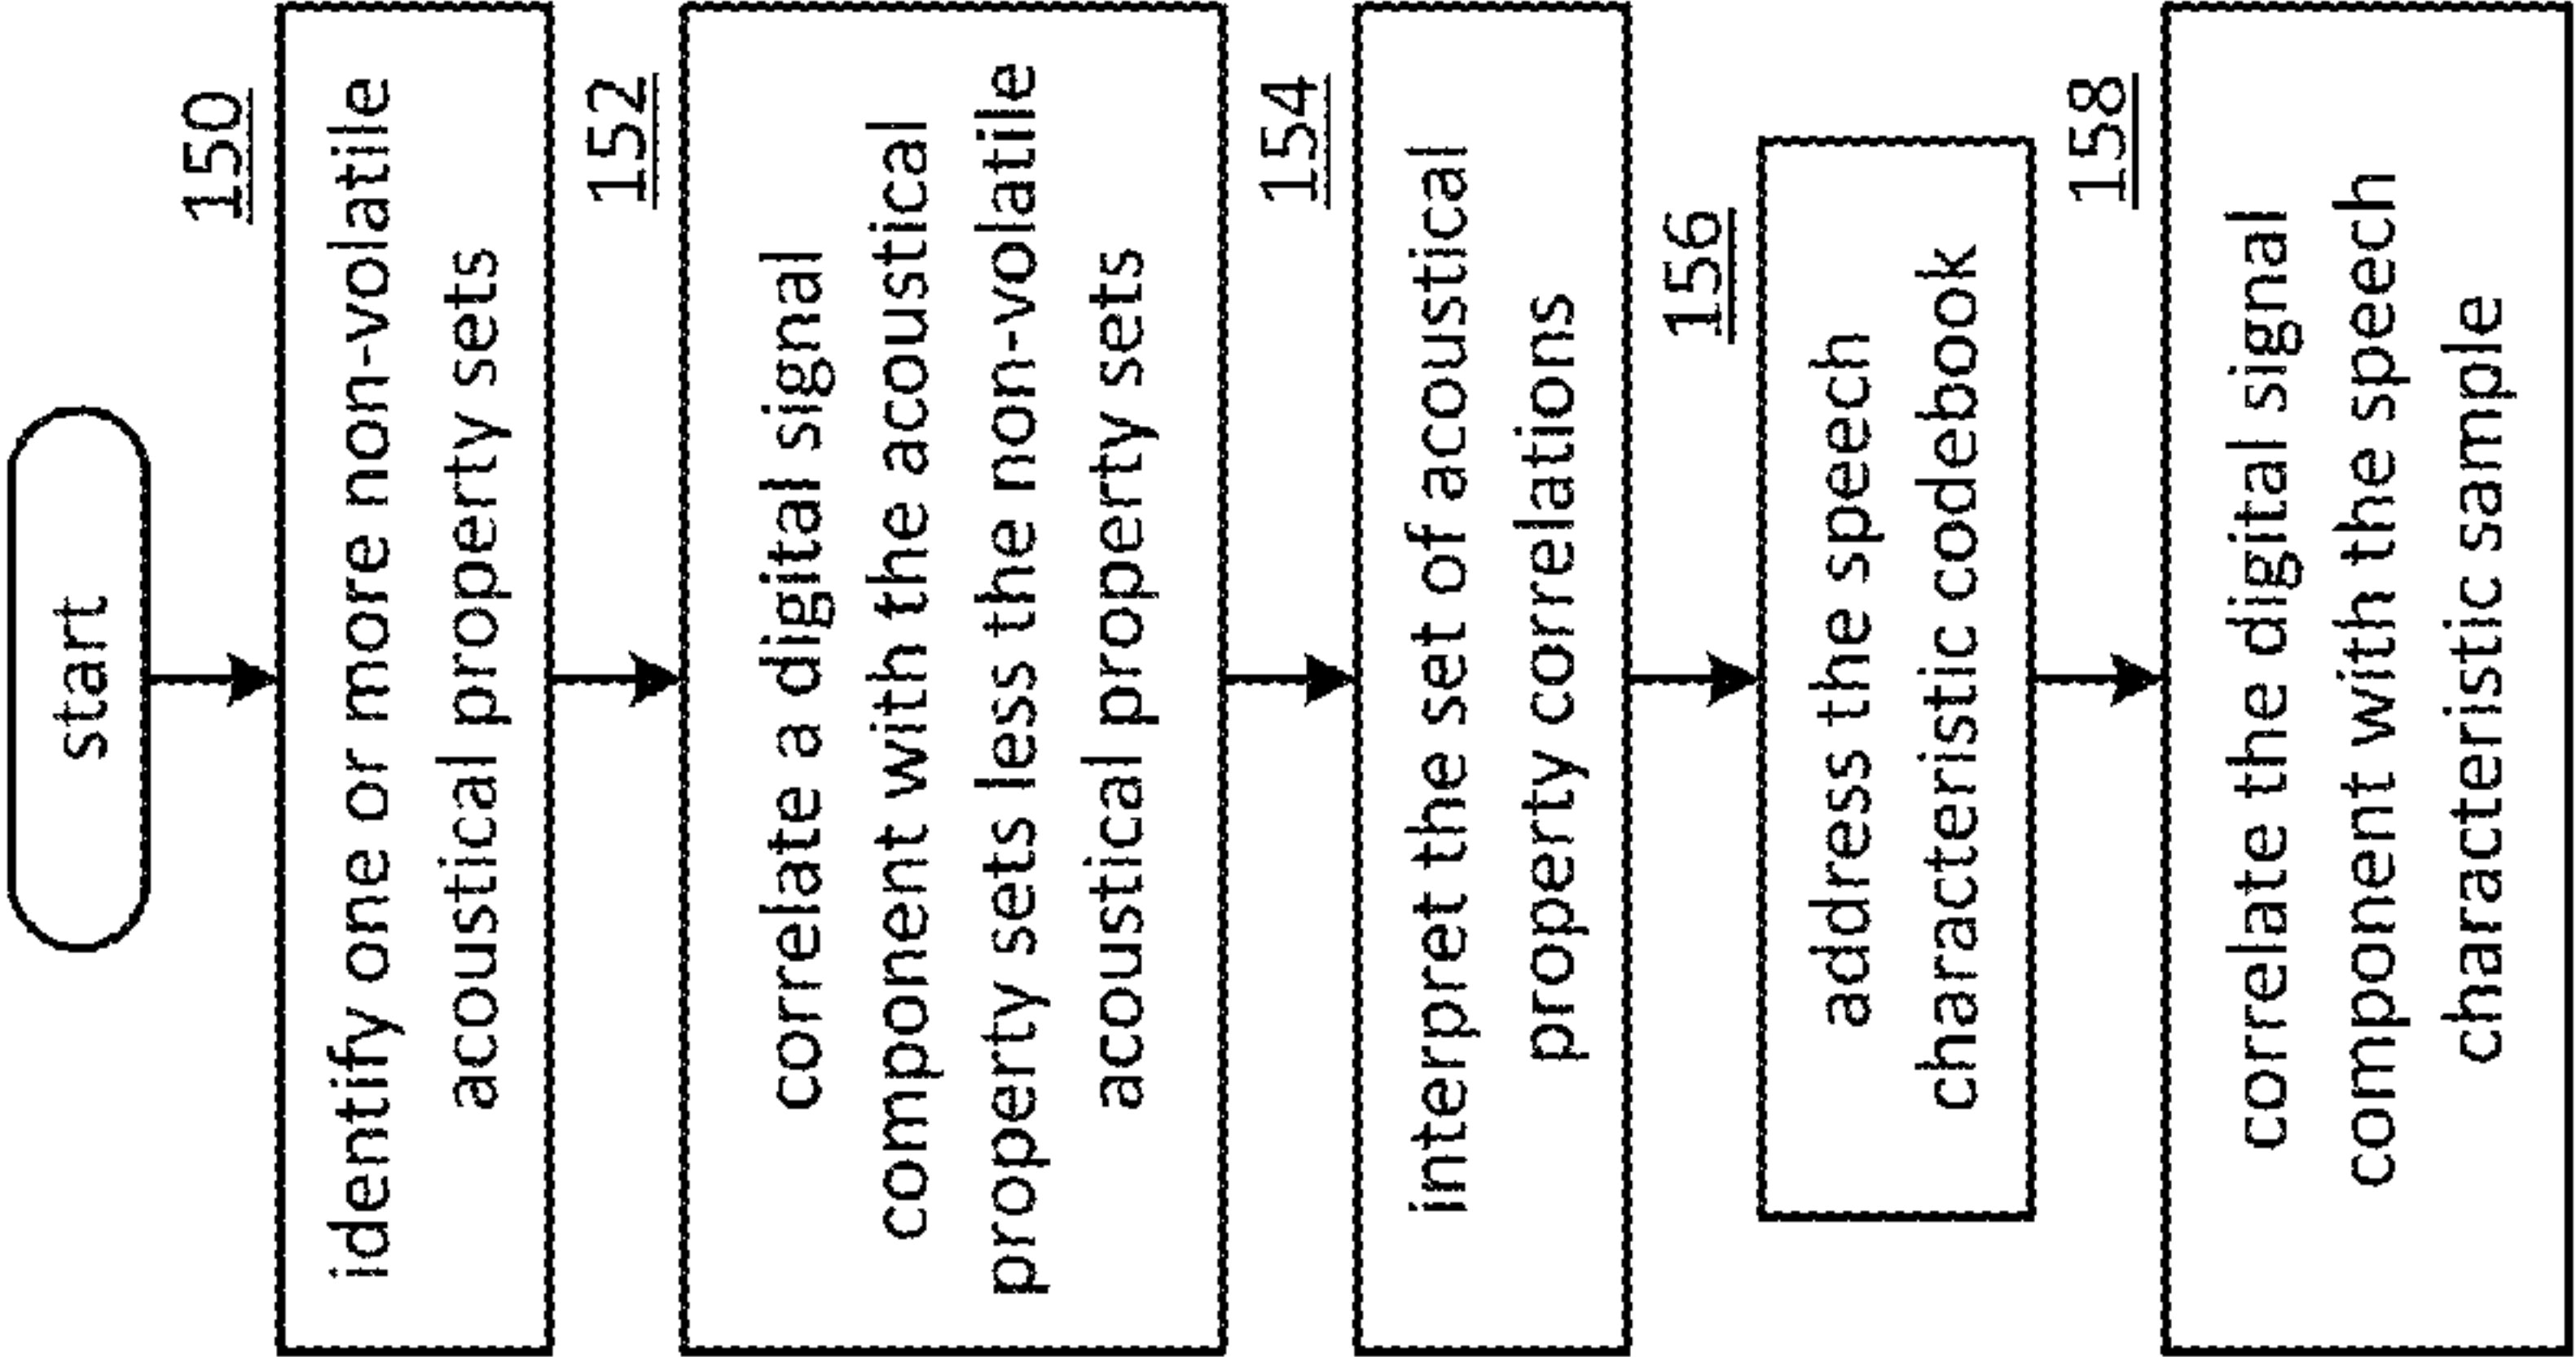 start
150
identify one or more non-volatile
acoustical property sets
152
correlate a digital signal
component with the acoustical
property sets less the non-volatile
acoustical property sets
154
interpret the set of acoustical
property correlations
156
address the speech
characteristic codebook
158
correlate the digital signal
component with the speech
characteristic sample